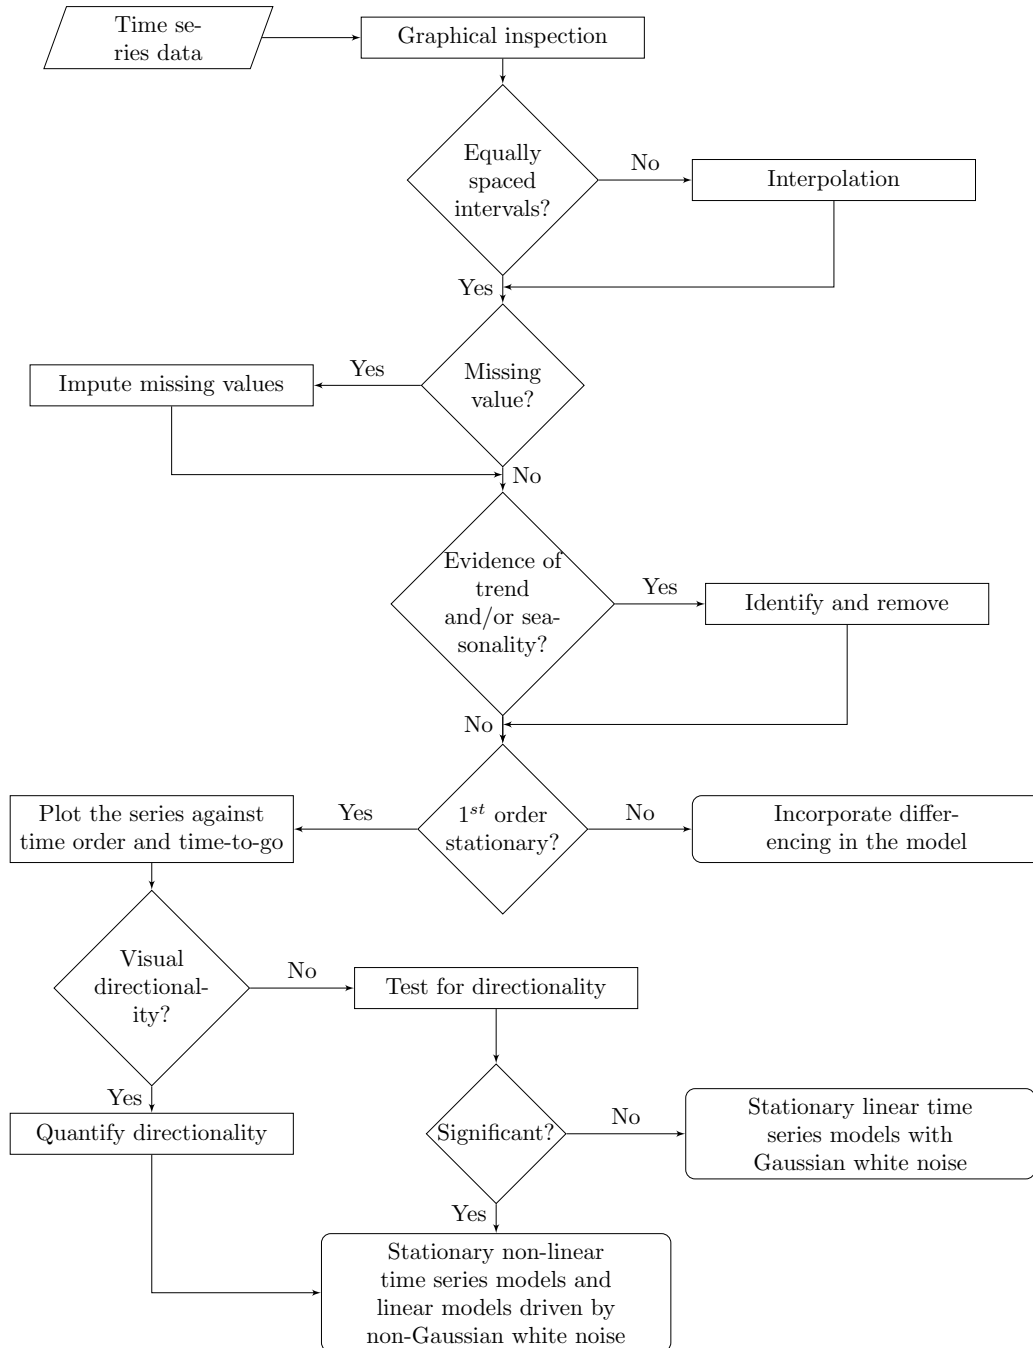 Time se-
ries data
Graphical inspection
Equally
spaced
intervals?
No
Interpolation
Yes
Missing
value?
Yes
Impute missing values
No
Evidence of
trend
and/or sea-
sonality?
Yes
Identify and remove
No
1st order
stationary?
Yes
Plot the series against
time order and time-to-go
No
Incorporate differ-
encing in the model
Visual
directional-
ity?
No
Test for directionality
Yes
Quantify directionality
Significant?
No
Stationary linear time
series models with
Gaussian white noise
Yes
Stationary non-linear
time series models and
linear models driven by
non-Gaussian white noise